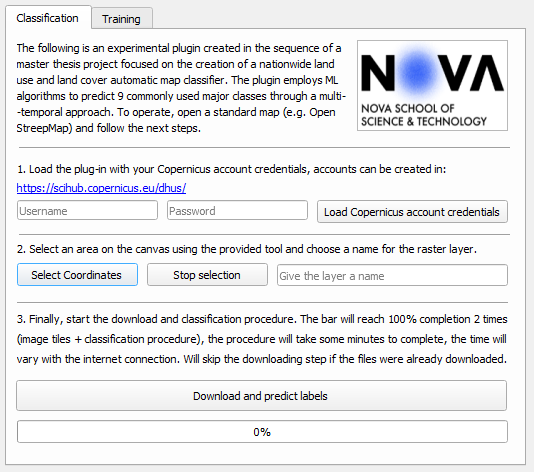 Classification Training
The following is an experimental plugin created in the sequence of a
master thesis project focused on the creation of a nationwide land
use and land cover automatic map classifier. The plugin employs ML
algorithms to predict 9 commonly used major classes through a multi-
-temporal approach. To operate, open a standard map (e.g. Open
StreepMap) and follow the next steps.
NOVA
NOVA SCHOOL OF
SCIENCE & TECHNOLOGY
1. Load the plug-in with your Copernicus account credentials, accounts can be created in:
https://scihub.copernicus.eu/dhus/
Username Password Load Copernicus account credentials
2. Select an area on the canvas using the provided tool and choose a name for the raster layer.
Select Coordinates Stop selection Give the layer a name
3. Finally, start the download and classification procedure. The bar will reach 100% completion 2 times
(image tiles + classification procedure), the procedure will take some minutes to complete, the time will
vary with the internet connection. Will skip the downloading step if the files were already downloaded.
Download and predict labels
0%